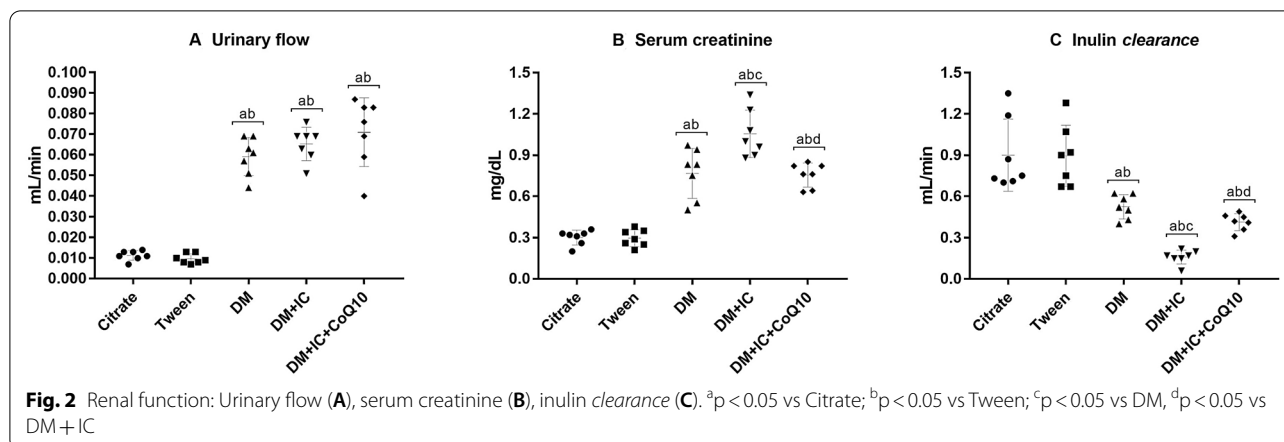 A Urinary flow
mL/min
0.100
0.090
0.080
0.070
0.060
0.050
0.040
0.030
0.020
0.010
0.000
ab
ab
ab
Citrate
Tween
DM
DM+IC
DM+IC+CoQ10
B Serum creatinine
mg/dL
1.5
1.2
0.9
0.6
0.3
0.0
ab
abc
abd
Citrate
Tween
DM
DM+IC
DM+IC+CoQ10
C Inulin clearance
mL/min
1.5
1.2
0.9
0.6
0.3
0.0
ab
abc
abd
Citrate
Tween
DM
DM+IC
DM+IC+CoQ10
Fig. 2 Renal function: Urinary flow (A), serum creatinine (B), inulin clearance (C). ᵃp < 0.05 vs Citrate; ᵇp < 0.05 vs Tween; ᶜp < 0.05 vs DM, ᵈp < 0.05 vs
DM + IC